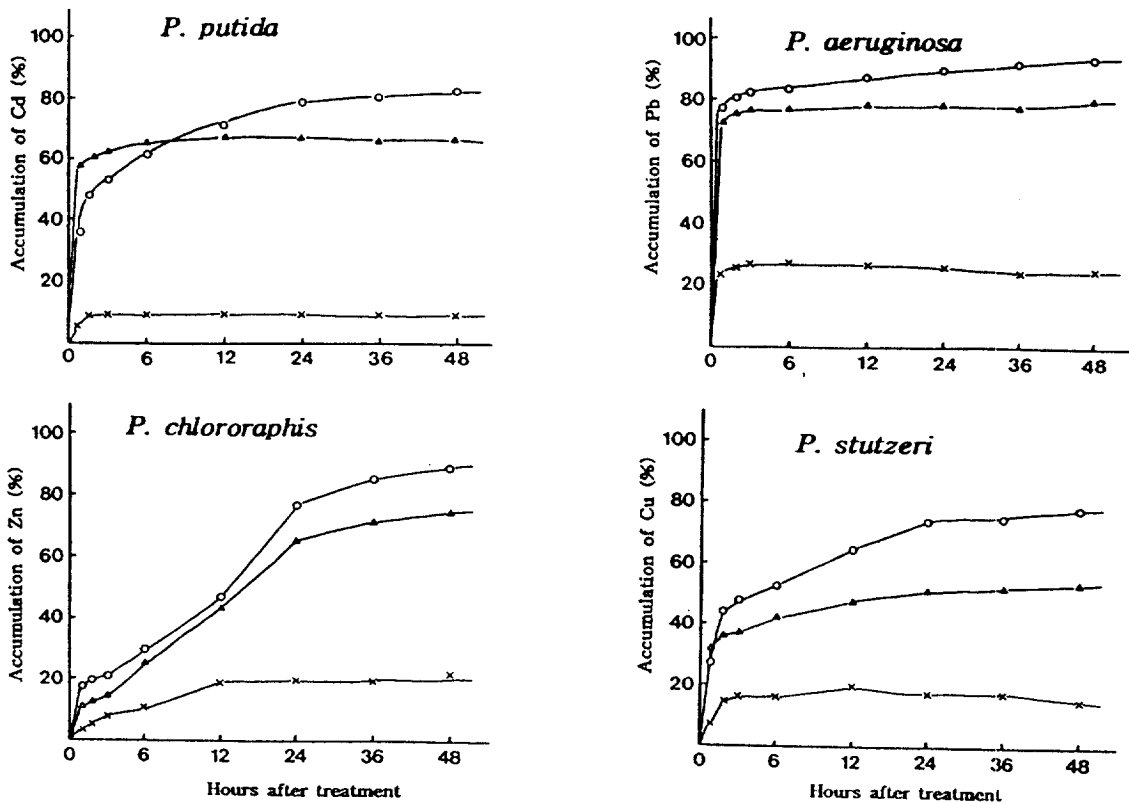 P. putida
Accumulation of Cd (%)
100
80
60
40
20
0 6 12 24 36 48
P. aeruginosa
Accumulation of Pb (%)
100
80
60
40
20
0 6 12 24 36 48
P. chlororaphis
Accumulation of Zn (%)
100
80
60
40
20
0 6 12 24 36 48
Hours after treatment
P. stutzeri
Accumulation of Cu (%)
100
80
60
40
20
0 6 12 24 36 48
Hours after treatment